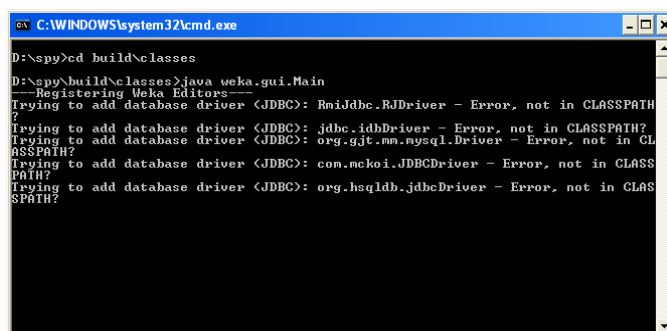 C:\WINDOWS\system32\cmd.exe
D:\spy>cd build\classes
D:\spy\build\classes>java weka.gui.Main
---Registering Weka Editors---
Trying to add database driver (JDBC): RmiJdbc.RJDriver - Error, not in CLASSPATH
?
Trying to add database driver (JDBC): jdbc.idbDriver - Error, not in CLASSPATH?
Trying to add database driver (JDBC): org.gjt.mm.mysql.Driver - Error, not in CL
ASSPATH?
Trying to add database driver (JDBC): com.mckoi.JDBCDriver - Error, not in CLASS
PATH?
Trying to add database driver (JDBC): org.hsqldb.jdbcDriver - Error, not in CLAS
SPATH?